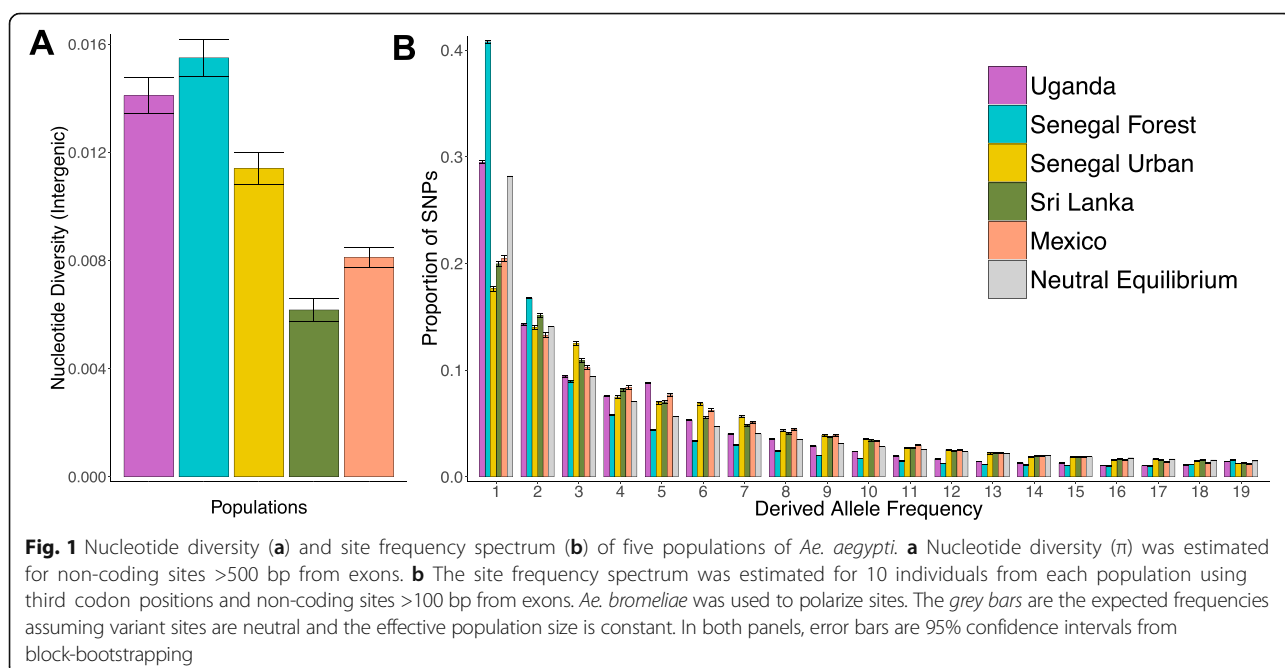 A
B
0.016
0.012
0.008
0.004
0.000
Nucleotide Diversity (Intergenic)
Populations
0.4
0.3
0.2
0.1
0.0
Proportion of SNPs
1 2 3 4 5 6 7 8 9 10 11 12 13 14 15 16 17 18 19
Derived Allele Frequency
Uganda
Senegal Forest
Senegal Urban
Sri Lanka
Mexico
Neutral Equilibrium
Fig. 1 Nucleotide diversity (a) and site frequency spectrum (b) of five populations of Ae. aegypti. a Nucleotide diversity (π) was estimated
for non-coding sites >500 bp from exons. b The site frequency spectrum was estimated for 10 individuals from each population using
third codon positions and non-coding sites >100 bp from exons. Ae. bromeliae was used to polarize sites. The grey bars are the expected frequencies
assuming variant sites are neutral and the effective population size is constant. In both panels, error bars are 95% confidence intervals from
block-bootstrapping